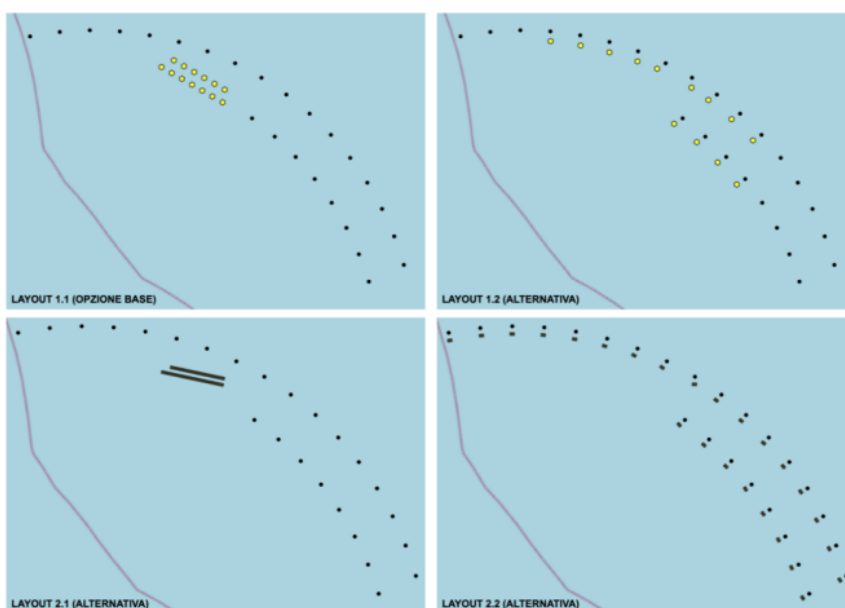 LAYOUT 1.1 (OPZIONE BASE)
LAYOUT 1.2 (ALTERNATIVA)
LAYOUT 2.1 (ALTERNATIVA)
LAYOUT 2.2 (ALTERNATIVA)